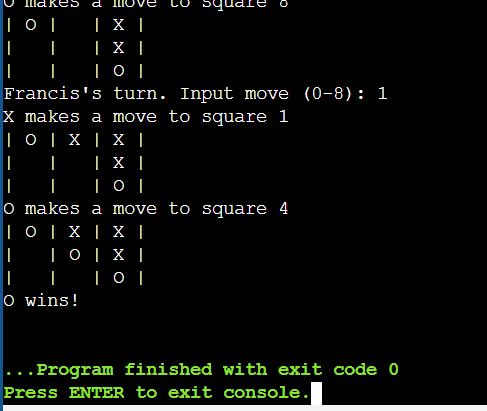 O makes a move to square 8
| O |   | X |
|   |   | X |
|   |   | O |
Francis's turn. Input move (0-8): 1
X makes a move to square 1
| O | X | X |
|   |   | X |
|   |   | O |
O makes a move to square 4
| O | X | X |
|   | O | X |
|   |   | O |
O wins!
...Program finished with exit code 0
Press ENTER to exit console.